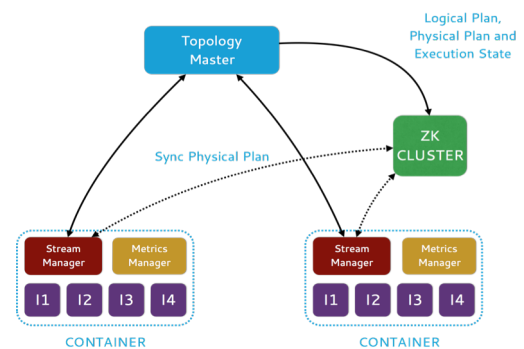 Logical Plan,
Physical Plan and
Execution State
Topology
Master
ZK
CLUSTER
Sync Physical Plan
Stream
Manager
Metrics
Manager
I1 I2 I3 I4
CONTAINER
Stream
Manager
Metrics
Manager
I1 I2 I3 I4
CONTAINER